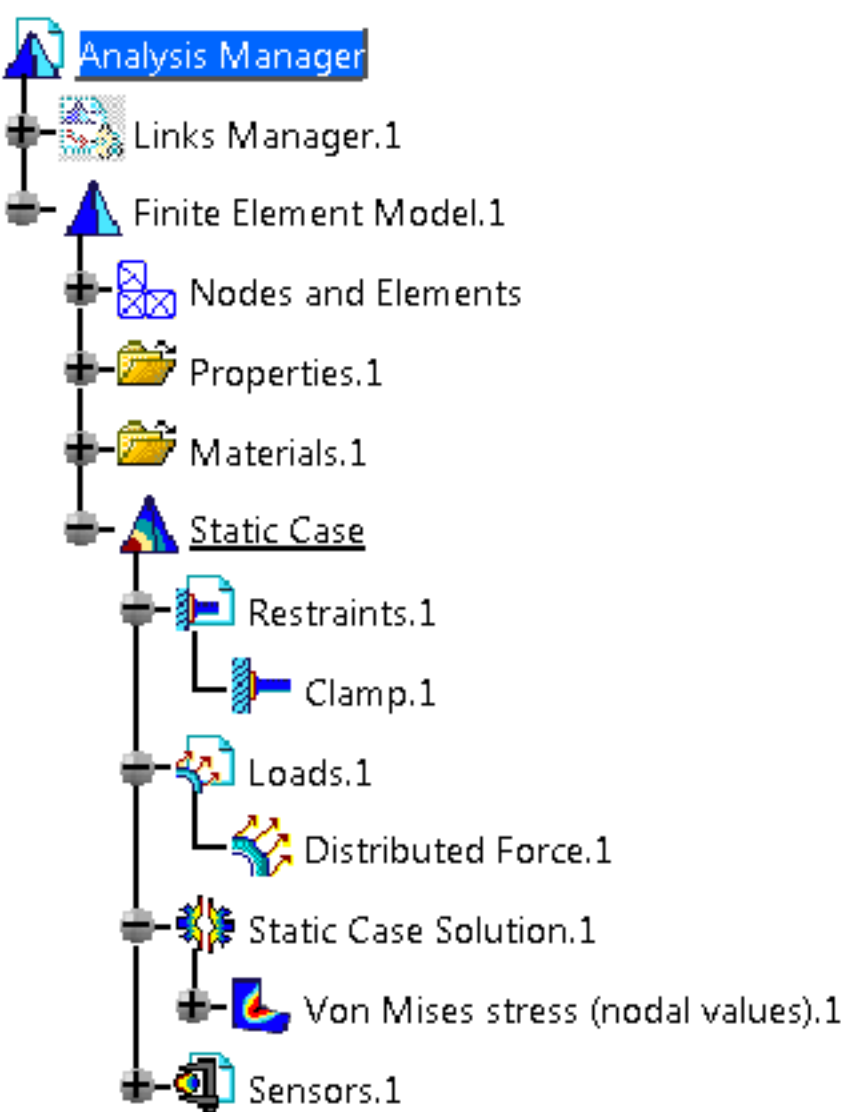 Analysis Manager
Links Manager.1
Finite Element Model.1
Nodes and Elements
Properties.1
Materials.1
Static Case
Restraints.1
Clamp.1
Loads.1
Distributed Force.1
Static Case Solution.1
Von Mises stress (nodal values).1
Sensors.1